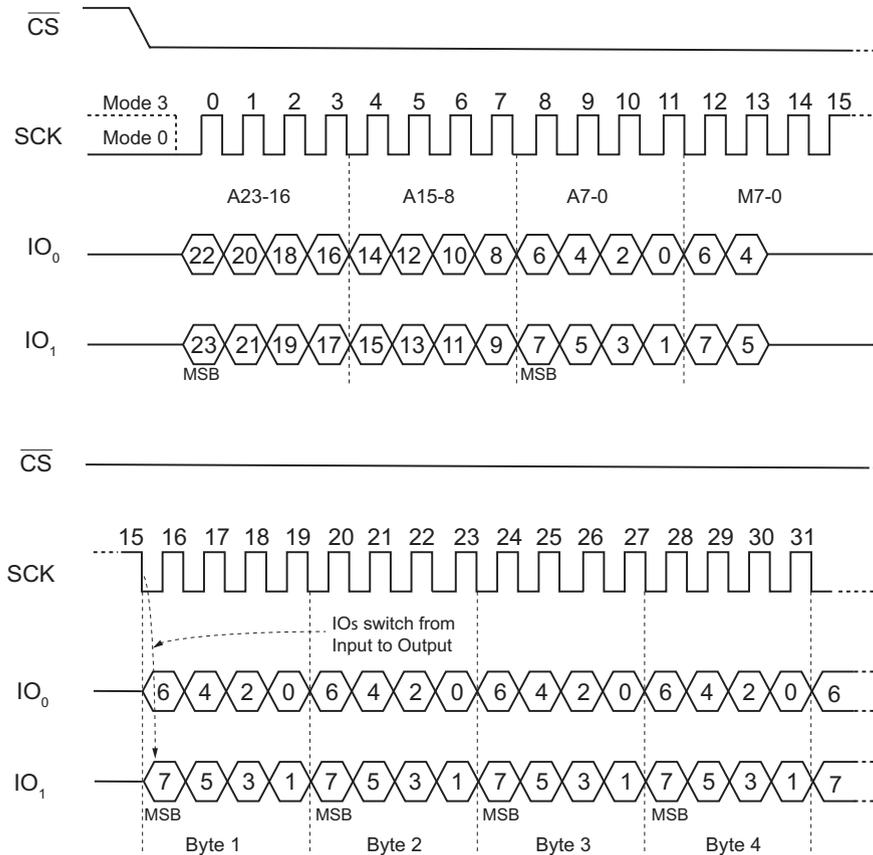 CS
Mode 3 0 1 2 3 4 5 6 7 8 9 10 11 12 13 14 15
SCK
Mode 0
A23-16 A15-8 A7-0 M7-0
IO0 22 20 18 16 14 12 10 8 6 4 2 0 6 4
IO1 23 21 19 17 15 13 11 9 7 5 3 1 7 5
MSB MSB
CS
15 16 17 18 19 20 21 22 23 24 25 26 27 28 29 30 31
SCK
IOs switch from
Input to Output
IO0 6 4 2 0 6 4 2 0 6 4 2 0 6 4 2 0 6
IO1 7 5 3 1 7 5 3 1 7 5 3 1 7 5 3 1 7
MSB MSB MSB MSB
Byte 1 Byte 2 Byte 3 Byte 4